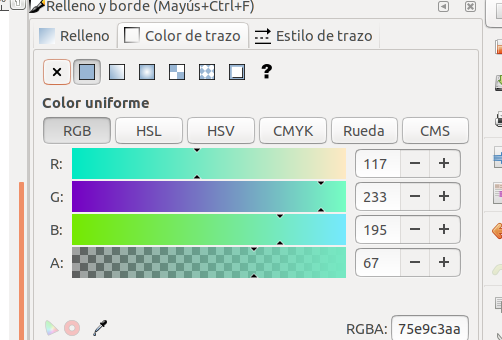 Relleno y borde (Mayús+Ctrl+F)
Relleno Color de trazo Estilo de trazo
?
Color uniforme
RGB HSL HSV CMYK Rueda CMS
R: 117 − +
G: 233 − +
B: 195 − +
A: 67 − +
RGBA: 75e9c3aa